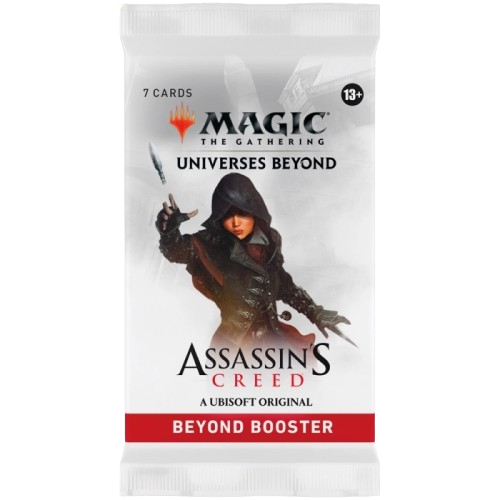 7 CARDS
13+
MAGIC
THE GATHERING
UNIVERSES BEYOND
ASSASSIN'S
CREED
A UBISOFT ORIGINAL
BEYOND BOOSTER